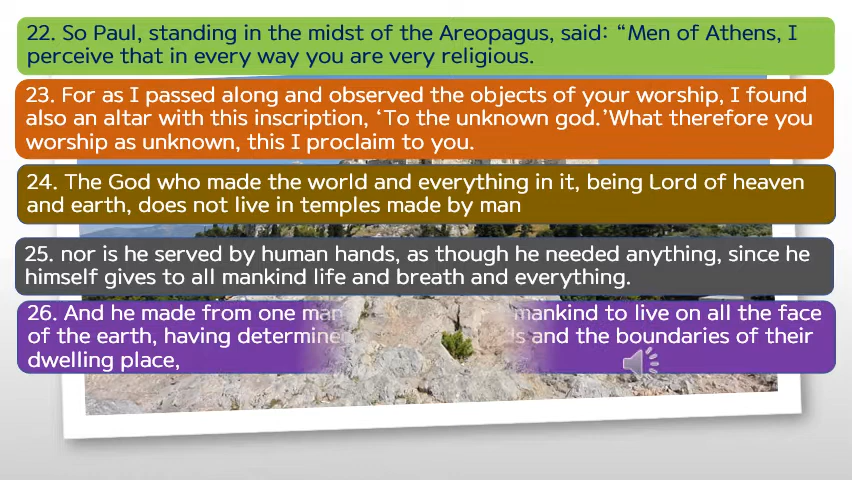 22. So Paul, standing in the midst of the Areopagus, said: “Men of Athens, I
perceive that in every way you are very religious.
23. For as I passed along and observed the objects of your worship, I found
also an altar with this inscription, ‘To the unknown god.’What therefore you
worship as unknown, this I proclaim to you.
24. The God who made the world and everything in it, being Lord of heaven
and earth, does not live in temples made by man
25. nor is he served by human hands, as though he needed anything, since he
himself gives to all mankind life and breath and everything.
26. And he made from one man mankind to live on all the face
of the earth, having and the boundaries of their
dwelling place,